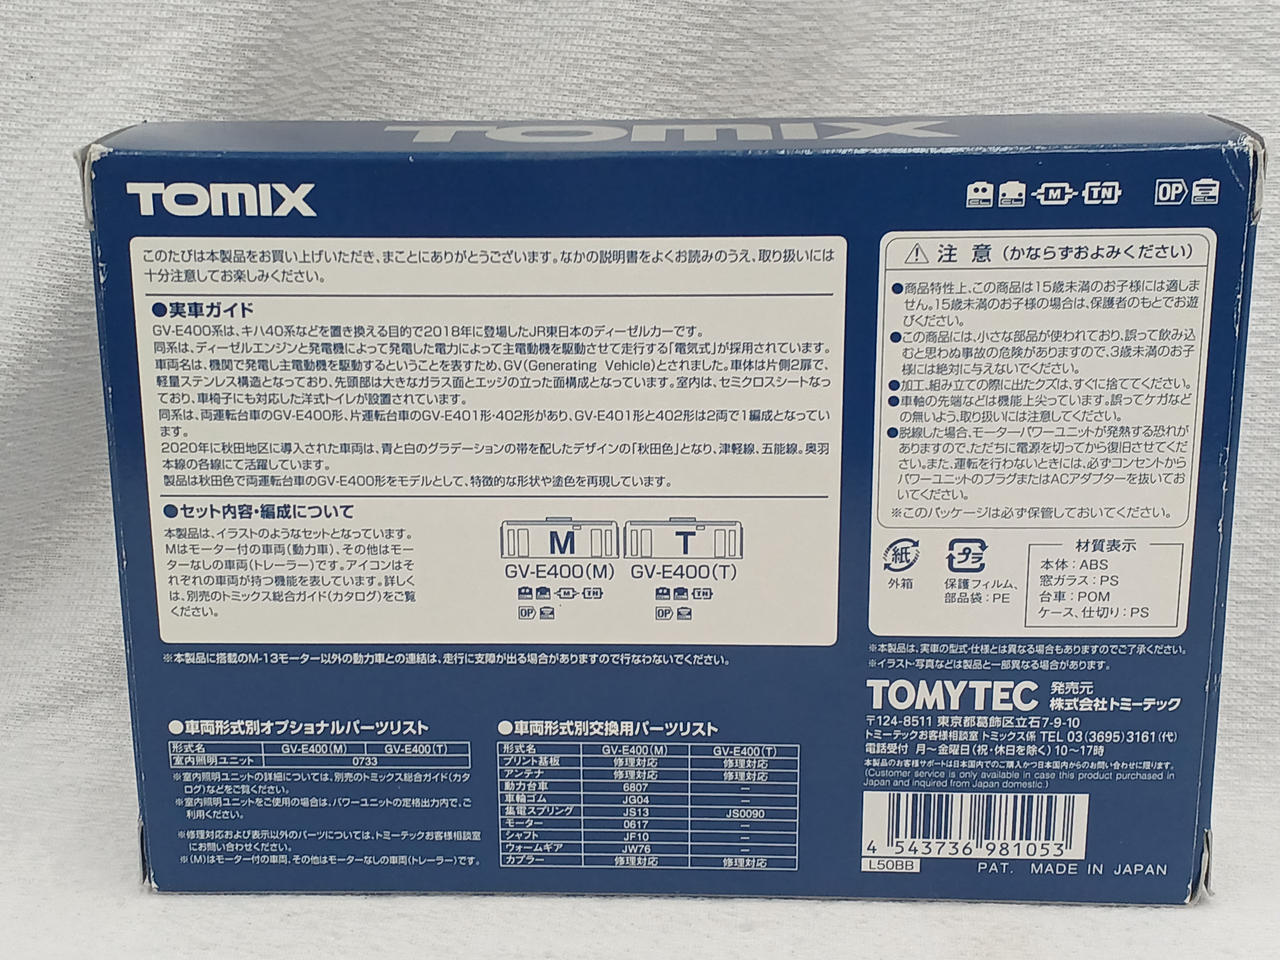 TOMIX
TOMIX
M
TN
OP
CL
このたびは本製品をお買い上げいただき、まことにありがとうございます。なかの説明書をよくお読みのうえ、取り扱いには
十分注意してお楽しみください。
●実車ガイド
GV-E400系は、キハ40系などを置き換える目的で2018年に登場したJR東日本のディーゼルカーです。
同系は、ディーゼルエンジンと発電機によって発電した電力によって主電動機を駆動させて走行する「電気式」が採用されています。
車両名は、機関で発電し主電動機を駆動するということを表すため、GV(Generating Vehicle)とされました。車体は片側2扉で、
軽量ステンレス構造となっており、先頭部は大きなガラス面とエッジの立った面構成となっています。室内は、セミクロスシートなっ
ており、車椅子にも対応した洋式トイレが設置されています。
同系は、両運転台車のGV-E400形、片運転台車のGV-E401形・402形があり、GV-E401形と402形は2両で1編成となってい
ます。
2020年に秋田地区に導入された車両は、青と白のグラデーションの帯を配したデザインの「秋田色」となり、津軽線、五能線。奥羽
本線の各線にて活躍しています。
製品は秋田色で両運転台車のGV-E400形をモデルとして、特徴的な形状や塗色を再現しています。
●セット内容・編成について
本製品は、イラストのようなセットとなっています。
Mはモーター付の車両(動力車)、その他はモー
ターなしの車両(トレーラー)です。アイコンはそ
れぞれの車両が持つ機能を表しています。詳しく
は、別売のトミックス総合ガイド(カタログ)をご覧
ください。
M T
GV-E400(M) GV-E400(T)
※本製品に搭載のM-13モーター以外の動力車との連結は、走行に支障が出る場合がありますので行なわないでください。
●車両形式別オプショナルパーツリスト
形式名 GV-E400(M) GV-E400(T)
室内照明ユニット 0733
※室内照明ユニットの詳細については、別売のトミックス総合ガイド(カタ
ログ)などをご覧ください。
※室内照明ユニットをご使用の場合は、パワーユニットの定格出力内で、ご
利用ください。
※修理対応および表示以外のパーツについては、トミーテックお客様相談室
にお問い合わせください。
※(M)はモーター付の車両、その他はモーターなしの車両(トレーラー)です。
●車両形式別交換用パーツリスト
形式名 GV-E400(M) GV-E400(T)
プリント基板 修理対応 修理対応
アンテナ 修理対応 修理対応
動力台車 6807 —
車輪ゴム JG04 —
集電スプリング JS13 JS0090
モーター 0617 —
シャフト JF10 —
ウォームギア JW76 —
カプラー 修理対応 修理対応
⚠ 注 意 (かならずおよみください)
●商品特性上、この商品は15歳未満のお子様には適しま
せん。15歳未満のお子様の場合は、保護者のもとでお遊
びください。
●この商品には、小さな部品が使われており、誤って飲み込
むと思わぬ事故の危険がありますので、3歳未満のお子
様には絶対に与えないでください。
●加工、組み立ての際に出たクズは、すぐに捨ててください。
●車軸の先端などは機能上尖っています。誤ってケガなど
の無いよう、取り扱いには注意してください。
●脱線した場合、モーターパワーユニットが発熱する恐れが
ありますので、ただちに電源を切ってから復旧させてくだ
さい。また、運転を行わないときには、必ずコンセントから
パワーユニットのプラグまたはACアダプターを抜いてお
いてください。
※このパッケージは必ず保管しておいてください。
紙
外箱
プラ
保護フィルム、
部品袋:PE
材質表示
本体:ABS
窓ガラス:PS
台車:POM
ケース、仕切り:PS
※本製品は、実車の型式・仕様とは異なる場合もありますのでご了承ください。
※イラスト・写真などは製品と一部異なる場合があります。
TOMYTEC 発売元 株式会社トミーテック
〒124-8511 東京都葛飾区立石7-9-10
トミーテックお客様相談室 トミックス係 TEL 03(3695)3161(代)
電話受付 月～金曜日(祝・休日を除く)10～17時
本製品のお客様サポートは日本国内でのご購入かつ日本国内からのお問い合わせに限ります。
(Customer service is only available in case this product purchased in
Japan and inquired from Japan domestic.)
4 543736 981053
L50BB
PAT. MADE IN JAPAN